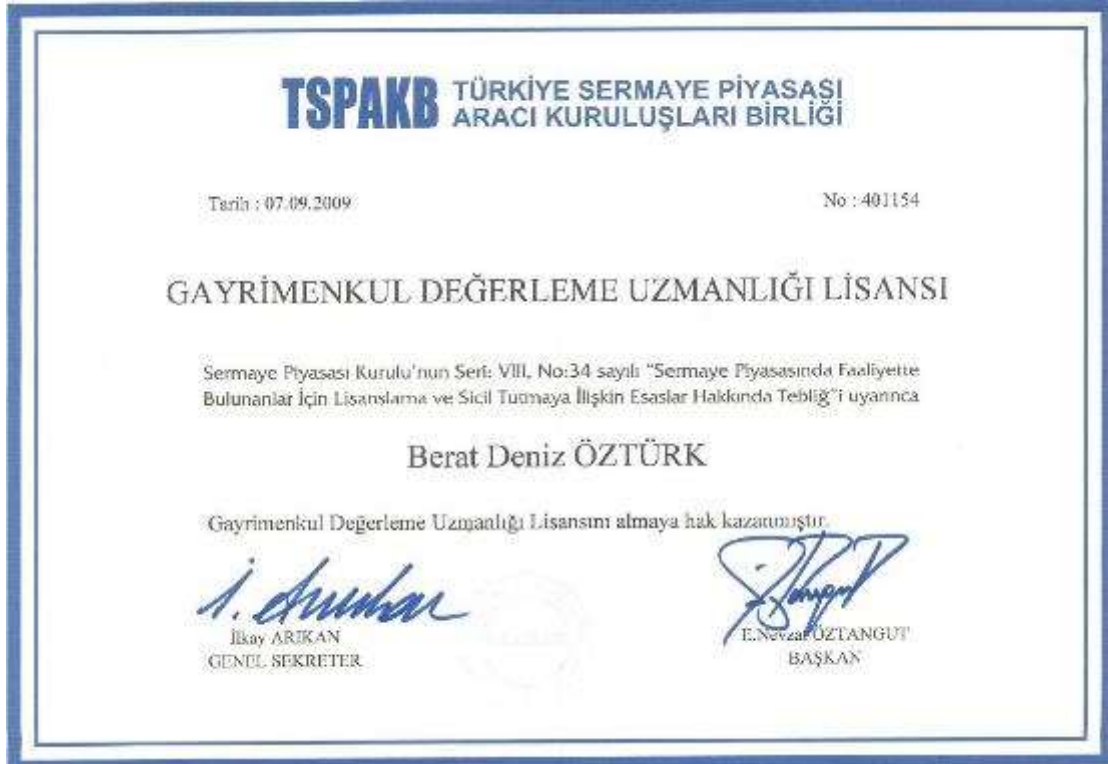 TSPAKB TÜRKİYE SERMAYE PİYASASI
ARACI KURULUŞLARI BİRLİĞİ
Tarih : 07.09.2009
No : 401154
GAYRİMENKUL DEĞERLEME UZMANLIĞI LİSANSI
Sermaye Piyasası Kurulu'nun Seri: VIII, No:34 sayılı "Sermaye Piyasasında Faaliyette
Bulunanlar İçin Lisanslama ve Sicil Tutmaya İlişkin Esaslar Hakkında Tebliğ"i uyarınca
Berat Deniz ÖZTÜRK
Gayrimenkul Değerleme Uzmanlığı Lisansını almaya hak kazanmıştır.
İlkay ARIKAN
GENEL SEKRETER
E.Nevzat ÖZTANGUT
BAŞKAN